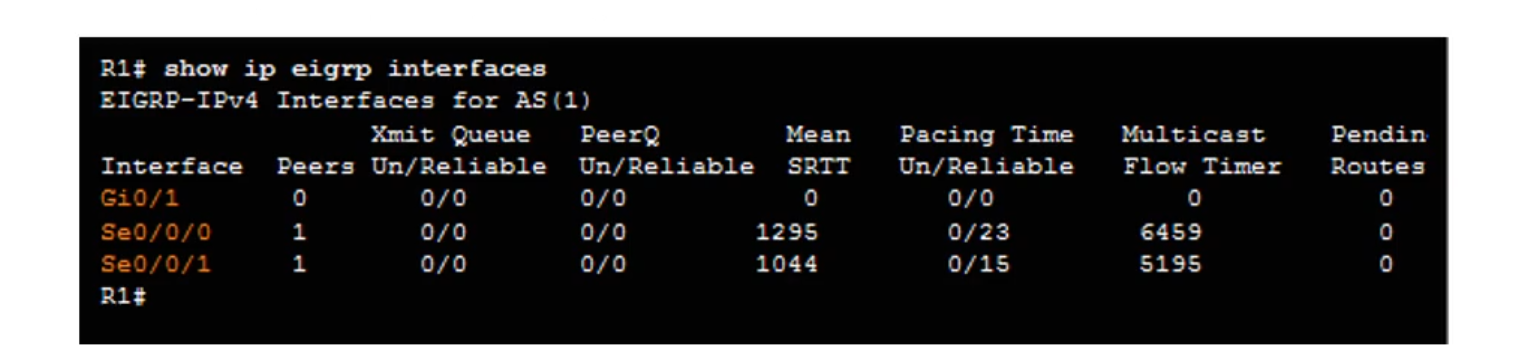 R1# show ip eigrp interfaces
EIGRP-IPv4 Interfaces for AS(1)
Xmit Queue PeerQ Mean Pacing Time Multicast Pendin
Interface Peers Un/Reliable Un/Reliable SRTT Un/Reliable Flow Timer Routes
Gi0/1 0 0/0 0/0 0 0/0 0 0
Se0/0/0 1 0/0 0/0 1295 0/23 6459 0
Se0/0/1 1 0/0 0/0 1044 0/15 5195 0
R1#